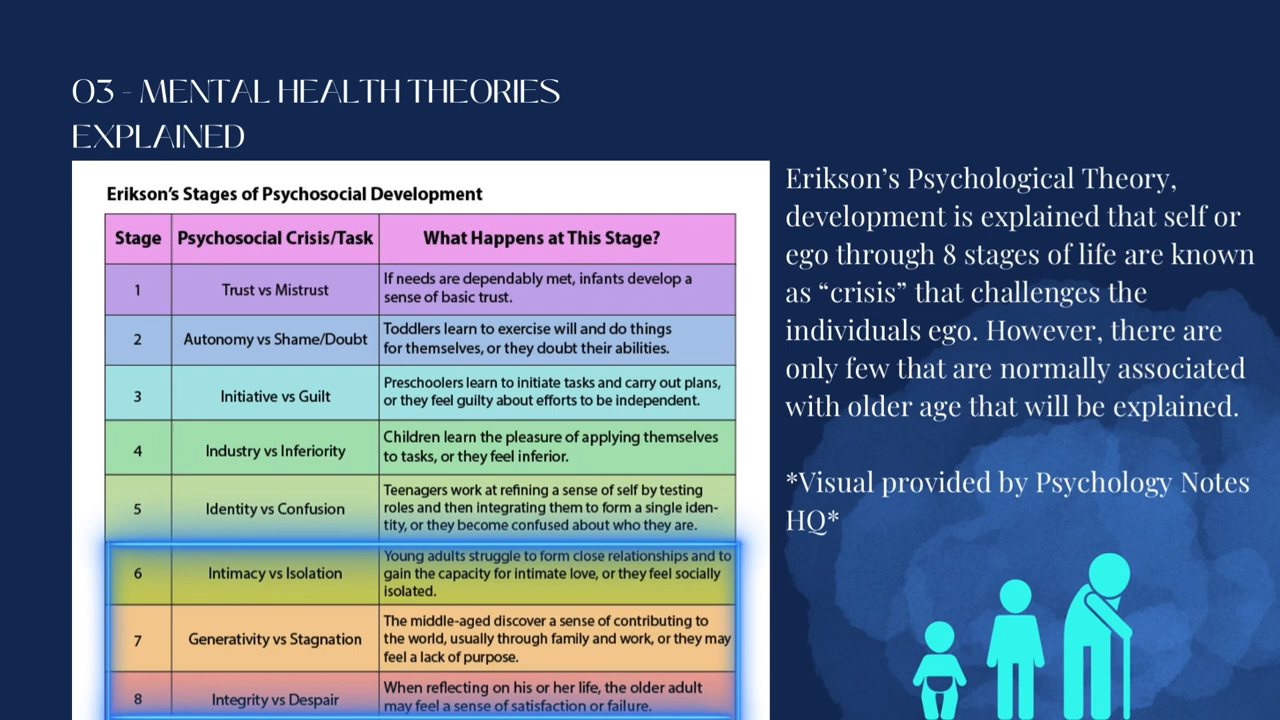 03 - MENTAL HEALTH THEORIES
EXPLAINED
Erikson's Stages of Psychosocial Development
Stage Psychosocial Crisis/Task What Happens at This Stage?
1 Trust vs Mistrust If needs are dependably met, infants develop a
sense of basic trust.
2 Autonomy vs Shame/Doubt Toddlers learn to exercise will and do things
for themselves, or they doubt their abilities.
3 Initiative vs Guilt Preschoolers learn to initiate tasks and carry out plans,
or they feel guilty about efforts to be independent.
4 Industry vs Inferiority Children learn the pleasure of applying themselves
to tasks, or they feel inferior.
5 Identity vs Confusion Teenagers work at refining a sense of self by testing
roles and then integrating them to form a single iden-
tity, or they become confused about who they are.
6 Intimacy vs Isolation Young adults struggle to form close relationships and to
gain the capacity for intimate love, or they feel socially
isolated.
7 Generativity vs Stagnation The middle-aged discover a sense of contributing to
the world, usually through family and work, or they may
feel a lack of purpose.
8 Integrity vs Despair When reflecting on his or her life, the older adult
may feel a sense of satisfaction or failure.
Erikson's Psychological Theory,
development is explained that self or
ego through 8 stages of life are known
as “crisis” that challenges the
individuals ego. However, there are
only few that are normally associated
with older age that will be explained.
*Visual provided by Psychology Notes
HQ*